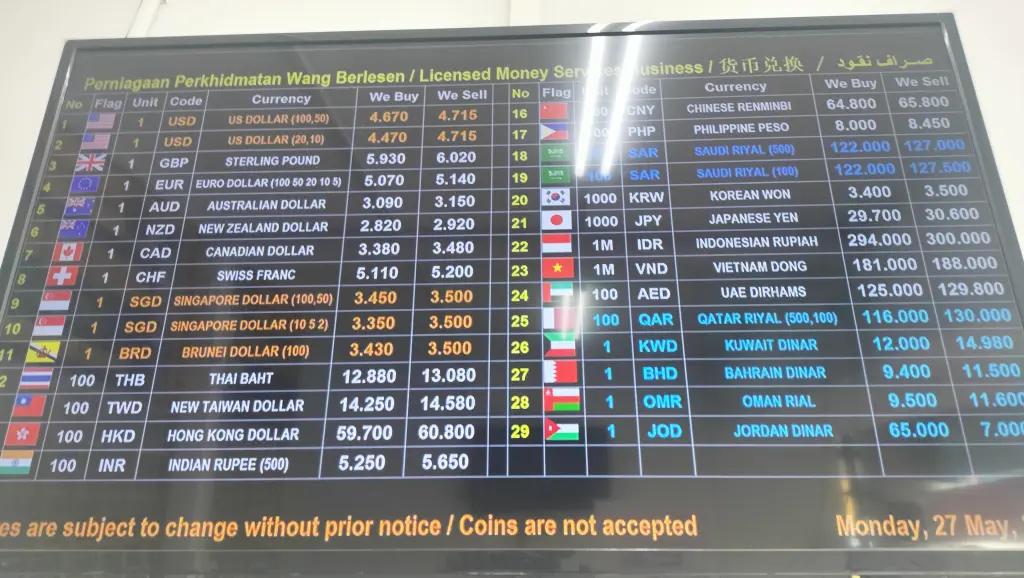 Perniagaan Perkhidmatan Wang Berlesen / Licensed Money Services Business / 货币兑换 / صراف نقود
No Flag Unit Code Currency We Buy We Sell
1 1 USD US DOLLAR (100,50) 4.670 4.715
2 1 USD US DOLLAR (20,10) 4.470 4.715
3 1 GBP STERLING POUND 5.930 6.020
4 1 EUR EURO DOLLAR (100 50 20 10 5) 5.070 5.140
5 1 AUD AUSTRALIAN DOLLAR 3.090 3.150
6 1 NZD NEW ZEALAND DOLLAR 2.820 2.920
7 1 CAD CANADIAN DOLLAR 3.380 3.480
8 1 CHF SWISS FRANC 5.110 5.200
9 1 SGD SINGAPORE DOLLAR (100,50) 3.450 3.500
10 1 SGD SINGAPORE DOLLAR (10 5 2) 3.350 3.500
11 1 BRD BRUNEI DOLLAR (100) 3.430 3.500
2 100 THB THAI BAHT 12.880 13.080
100 TWD NEW TAIWAN DOLLAR 14.250 14.580
100 HKD HONG KONG DOLLAR 59.700 60.800
100 INR INDIAN RUPEE (500) 5.250 5.650
No Flag Unit Code Currency We Buy We Sell
16 CNY CHINESE RENMINBI 64.800 65.800
17 PHP PHILIPPINE PESO 8.000 8.450
18 SAR SAUDI RIYAL (500) 122.000 127.000
19 100 SAR SAUDI RIYAL (100) 122.000 127.500
20 1000 KRW KOREAN WON 3.400 3.500
21 1000 JPY JAPANESE YEN 29.700 30.600
22 1M IDR INDONESIAN RUPIAH 294.000 300.000
23 1M VND VIETNAM DONG 181.000 188.000
24 100 AED UAE DIRHAMS 125.000 129.800
25 100 QAR QATAR RIYAL (500,100) 116.000 130.000
26 1 KWD KUWAIT DINAR 12.000 14.980
27 1 BHD BAHRAIN DINAR 9.400 11.500
28 1 OMR OMAN RIAL 9.500 11.600
29 1 JOD JORDAN DINAR 65.000 7.000
es are subject to change without prior notice / Coins are not accepted
Monday, 27 May,